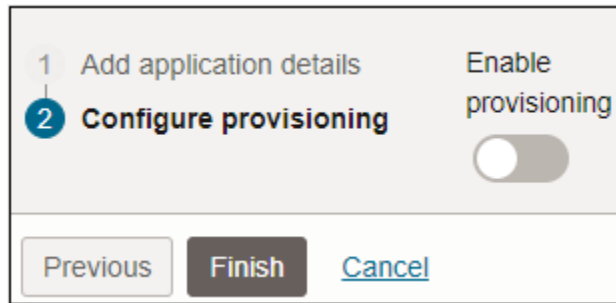 1 Add application details
2 Configure provisioning
Enable
provisioning
Previous Finish Cancel